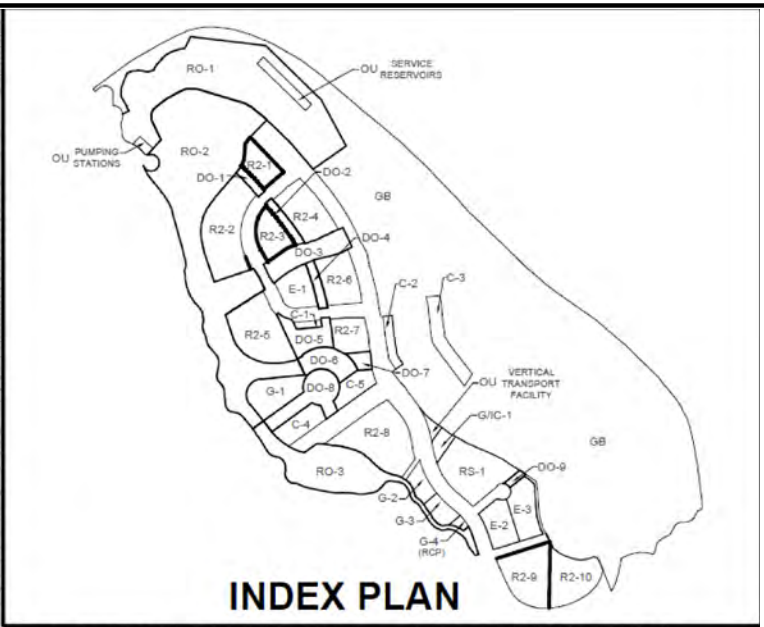 RO-1
OU
SERVICE
RESERVOIRS
OU
PUMPING
STATIONS
RO-2
R2-1
DO-1
DO-2
R2-4
GB
R2-2
R2-3
DO-4
DO-3
E-1
R2-6
C-2
C-3
C-1
R2-5
DO-5
R2-7
DO-6
DO-7
OU
VERTICAL
TRANSPORT
FACILITY
G-1
DO-8
C-5
G/IC-1
C-4
R2-8
GB
RO-3
RS-1
DO-9
G-2
G-3
E-3
E-2
G-4
(RCP)
R2-9
R2-10
INDEX PLAN